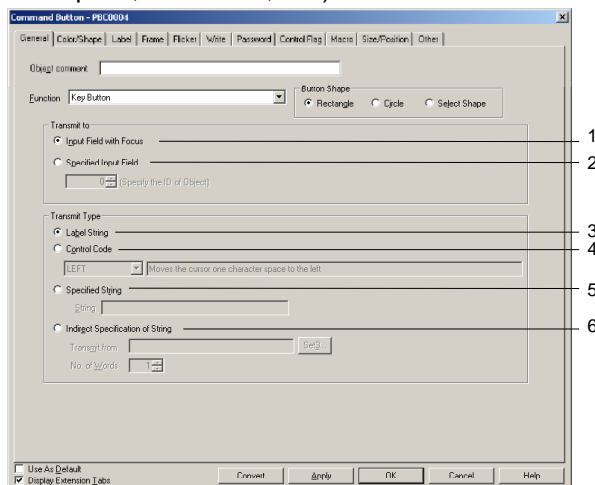 Command Button - PBC0004
General Color/Shape Label Frame Flicker Write Password Control Flag Macro Size/Position Other
Object comment
Button Shape
Function Key Button Rectangle Circle Select Shape
Transmit to
Input Field with Focus 1
Specified Input Field 2
0 (Specify the ID of Object)
Transmit Type
Label String 3
Control Code 4
LEFT Moves the cursor one character space to the left
Specified String 5
String
Indirect Specification of String 6
Transmit from Set3...
No. of Words 1
Use As Default
Display Extension Tabs Convert Apply OK Cancel Help